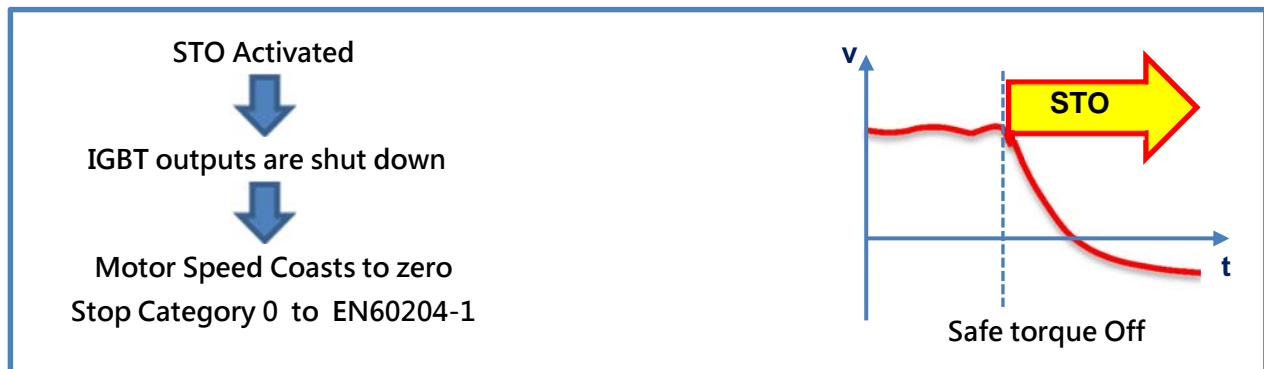 STO Activated
IGBT outputs are shut down
Motor Speed Coasts to zero
Stop Category 0 to EN60204-1
v
STO
t
Safe torque Off